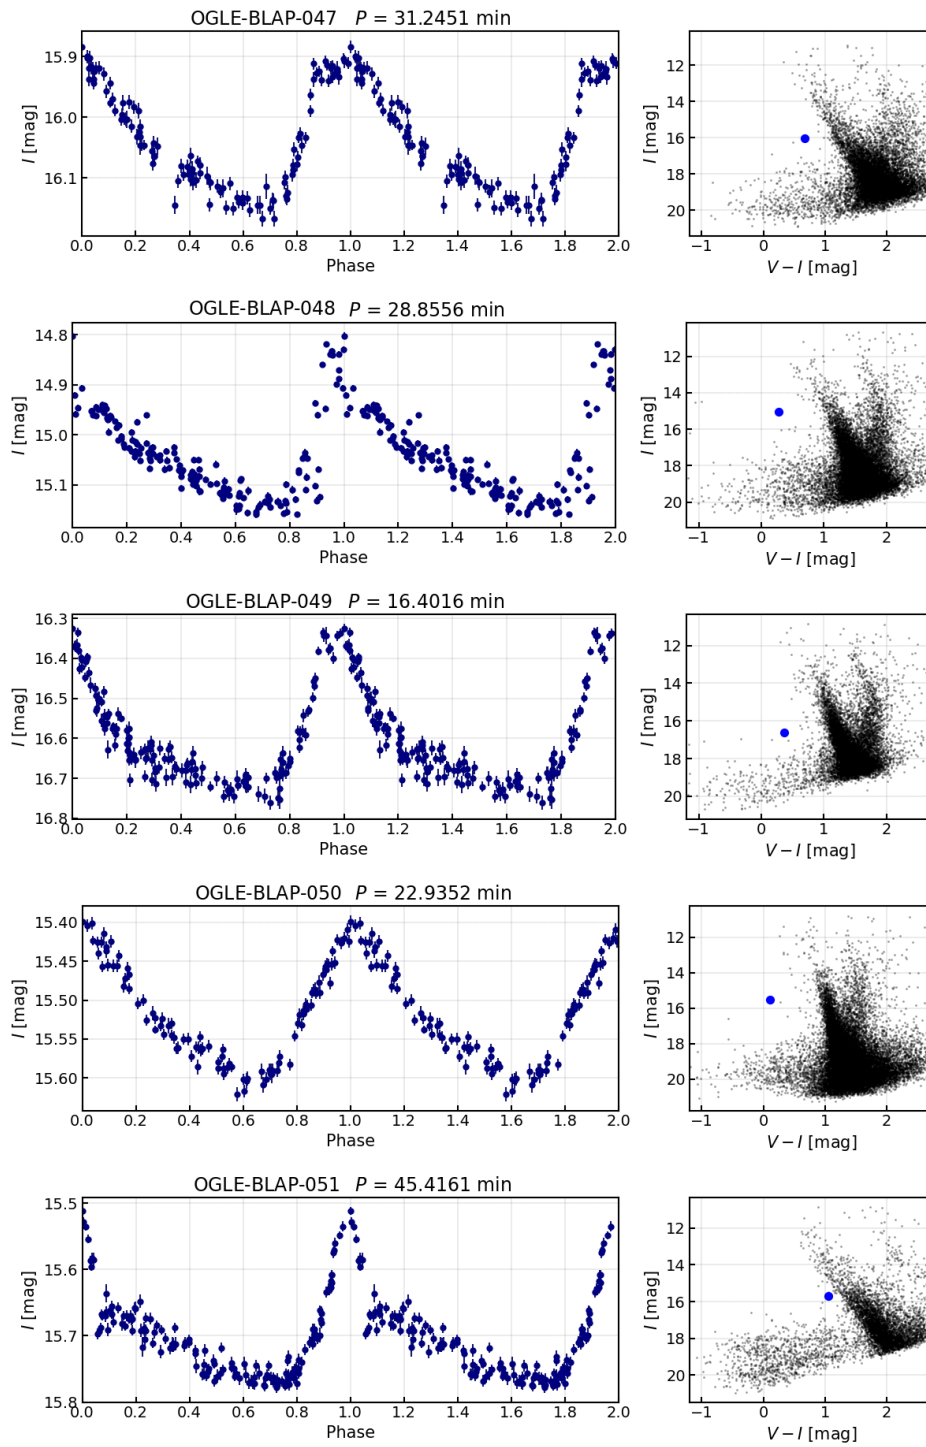 OGLE-BLAP-047 P = 31.2451 min
15.9
16.0
16.1
I [mag]
0.0 0.2 0.4 0.6 0.8 1.0 1.2 1.4 1.6 1.8 2.0
Phase
12
14
16
18
20
I [mag]
−1 0 1 2
V − I [mag]
OGLE-BLAP-048 P = 28.8556 min
14.8
14.9
15.0
15.1
I [mag]
0.0 0.2 0.4 0.6 0.8 1.0 1.2 1.4 1.6 1.8 2.0
Phase
12
14
16
18
20
I [mag]
−1 0 1 2
V − I [mag]
OGLE-BLAP-049 P = 16.4016 min
16.3
16.4
16.5
16.6
16.7
16.8
I [mag]
0.0 0.2 0.4 0.6 0.8 1.0 1.2 1.4 1.6 1.8 2.0
Phase
12
14
16
18
20
I [mag]
−1 0 1 2
V − I [mag]
OGLE-BLAP-050 P = 22.9352 min
15.40
15.45
15.50
15.55
15.60
I [mag]
0.0 0.2 0.4 0.6 0.8 1.0 1.2 1.4 1.6 1.8 2.0
Phase
12
14
16
18
20
I [mag]
−1 0 1 2
V − I [mag]
OGLE-BLAP-051 P = 45.4161 min
15.5
15.6
15.7
15.8
I [mag]
0.0 0.2 0.4 0.6 0.8 1.0 1.2 1.4 1.6 1.8 2.0
Phase
12
14
16
18
20
I [mag]
−1 0 1 2
V − I [mag]